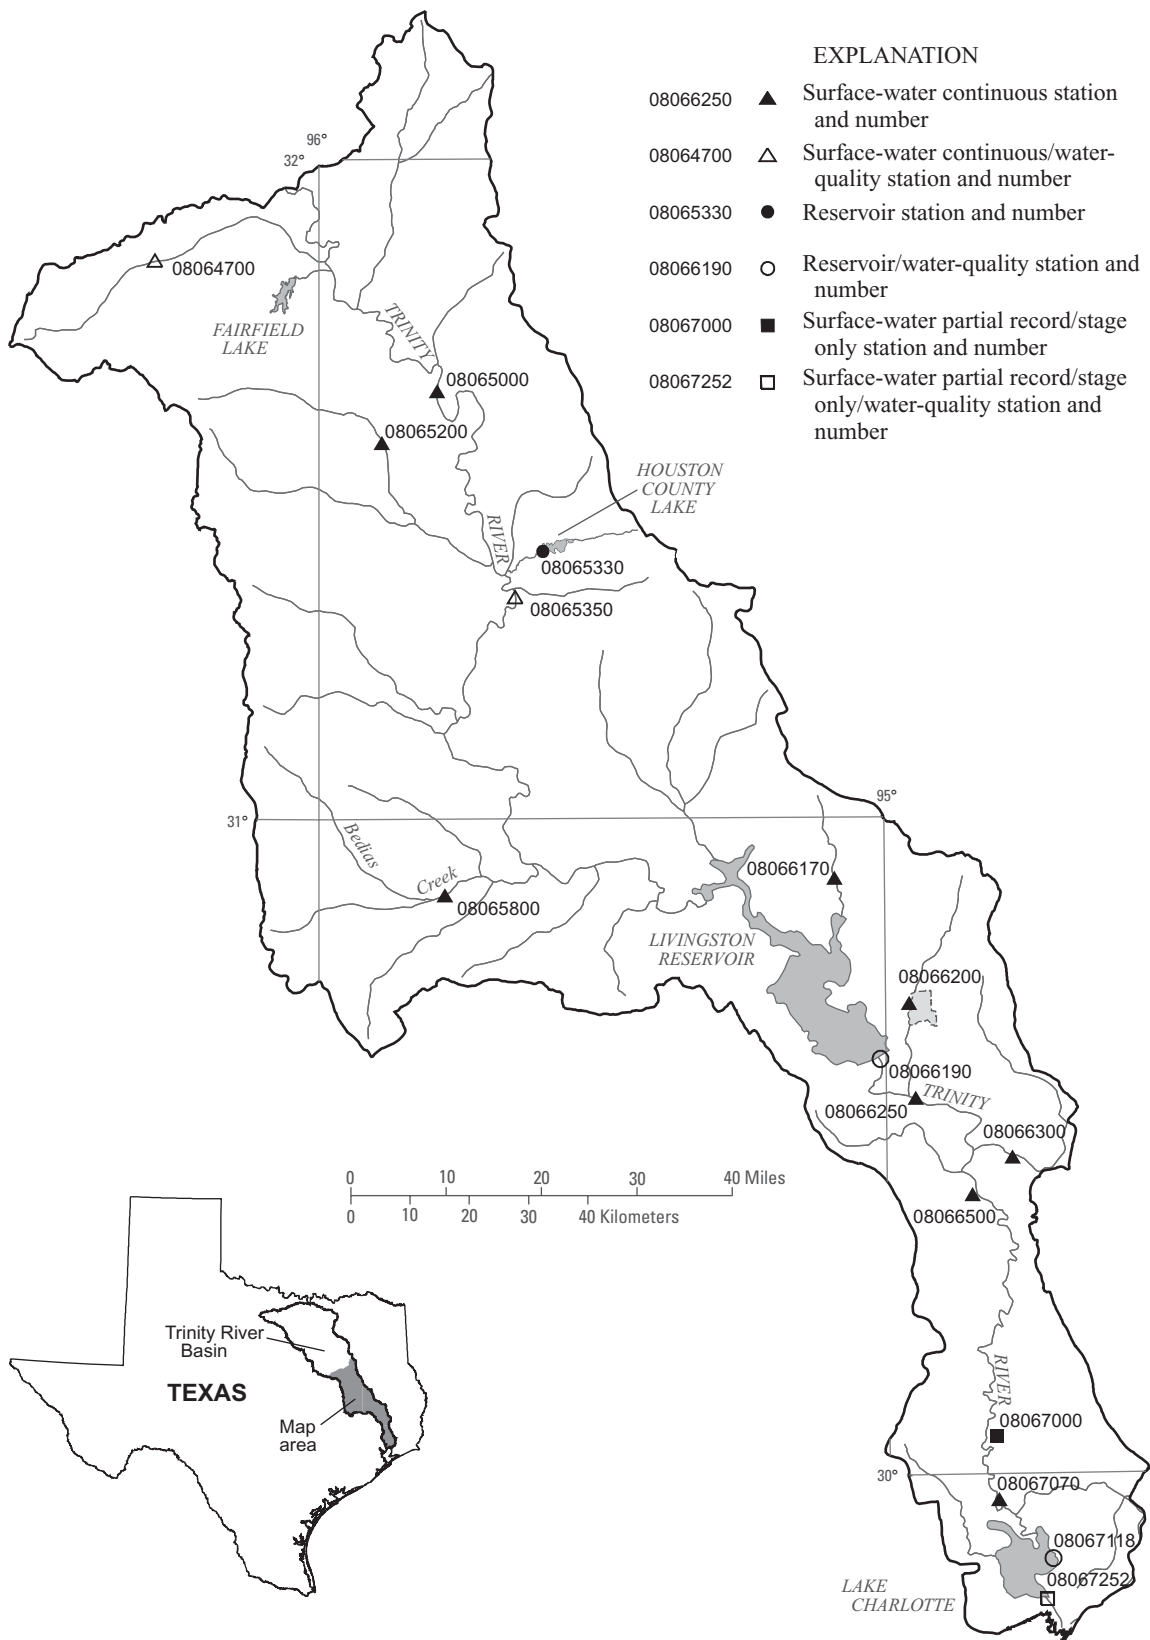 EXPLANATION
08066250 Surface-water continuous station
and number
08064700 Surface-water continuous/water-
quality station and number
08065330 Reservoir station and number
08066190 Reservoir/water-quality station and
number
08067000 Surface-water partial record/stage
only station and number
08067252 Surface-water partial record/stage
only/water-quality station and
number
96°
32°
08064700
FAIRFIELD
LAKE
TRINITY
08065000
08065200
HOUSTON
COUNTY
LAKE
RIVER
08065330
08065350
95°
31°
Bedias
Creek
08065800
08066170
LIVINGSTON
RESERVOIR
08066200
08066190
TRINITY
08066250
08066300
08066500
0 10 20 30 40 Miles
0 10 20 30 40 Kilometers
Trinity River
Basin
TEXAS
Map
area
RIVER
08067000
30°
08067070
08067118
08067252
LAKE
CHARLOTTE